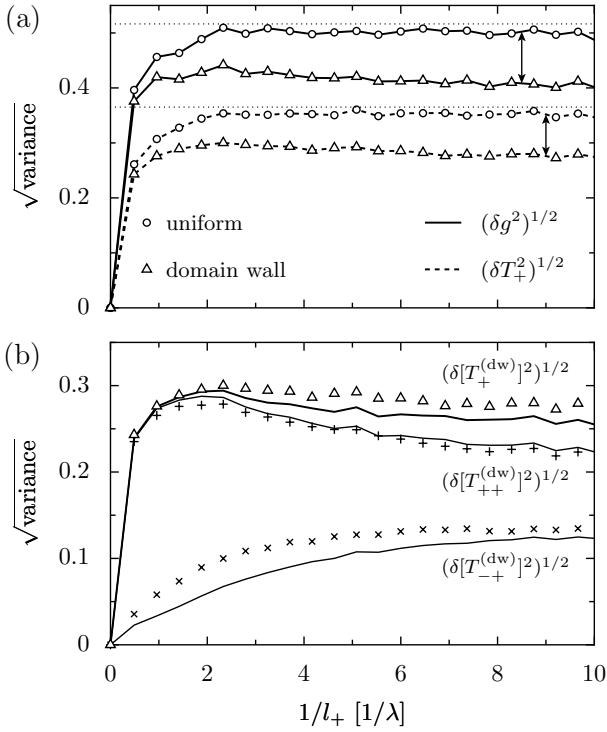 (a)
0.4
0.2
0
√variance
uniform
domain wall
(δg²)^{1/2}
(δT₊²)^{1/2}
(b)
0.3
0.2
0.1
0
√variance
(δ[T₊^{(dw)}]²)^{1/2}
(δ[T₊₊^{(dw)}]²)^{1/2}
(δ[T₋₊^{(dw)}]²)^{1/2}
0 2 4 6 8 10
1/l₊ [1/λ]